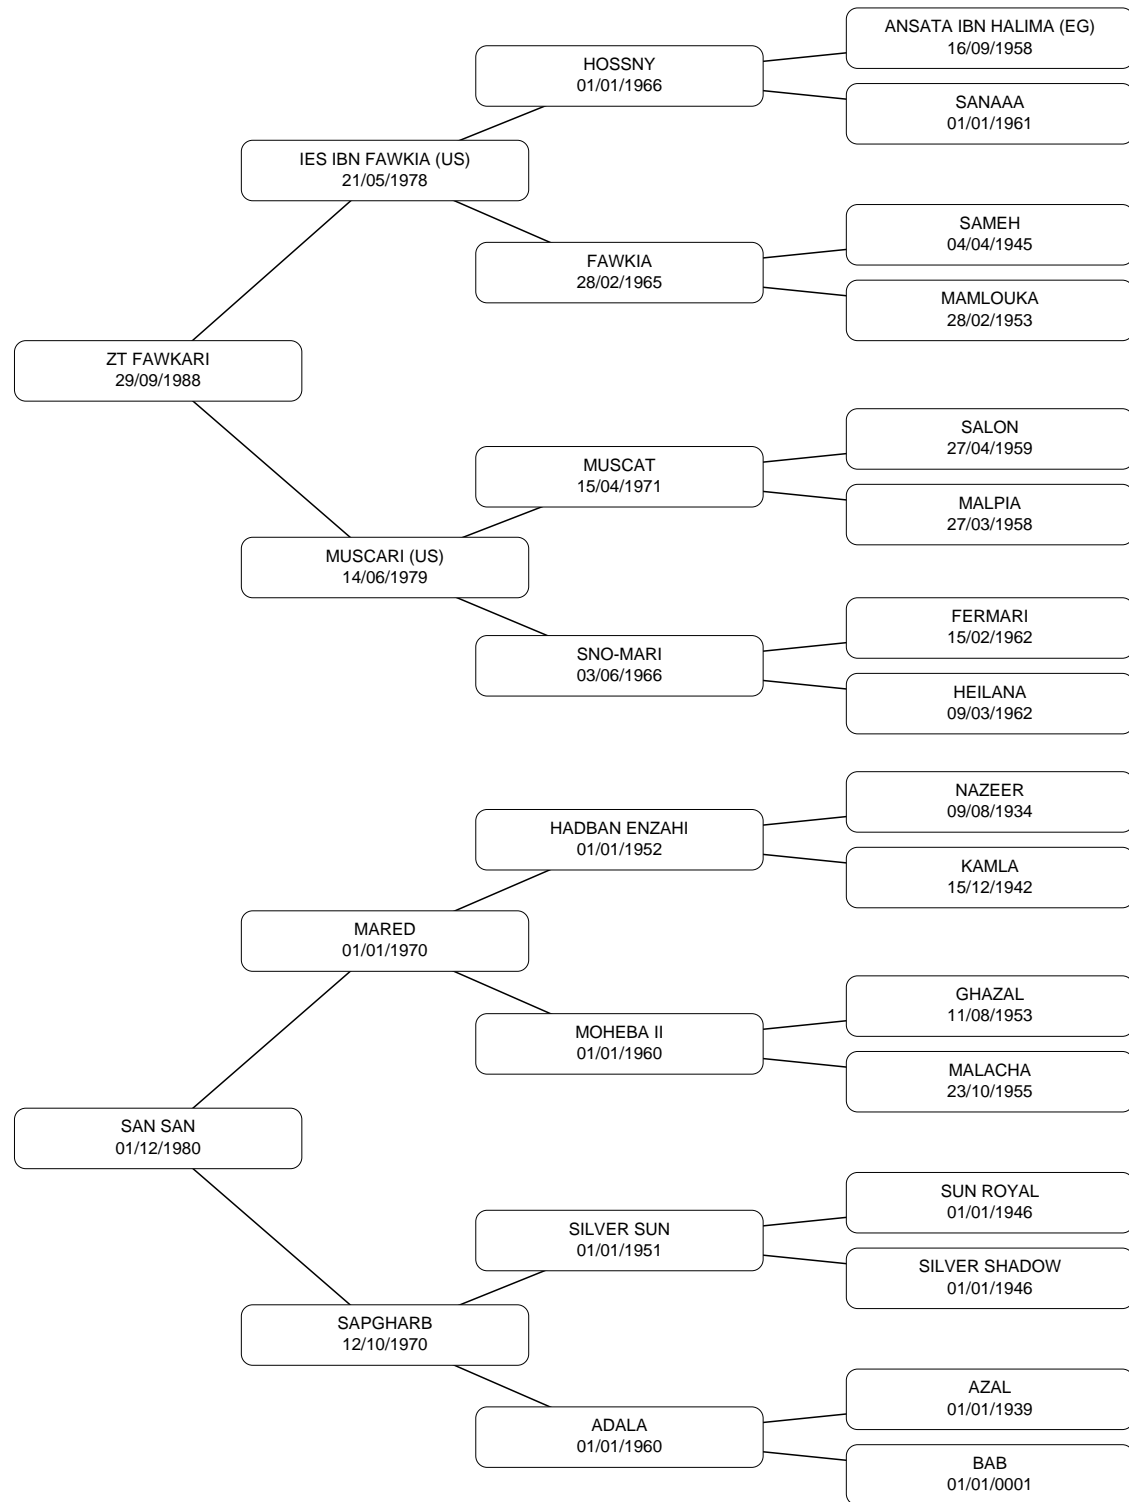 ANSATA IBN HALIMA (EG)
16/09/1958
HOSSNY
01/01/1966
SANAAA
01/01/1961
IES IBN FAWKIA (US)
21/05/1978
SAMEH
04/04/1945
FAWKIA
28/02/1965
MAMLOUKA
28/02/1953
ZT FAWKARI
29/09/1988
SALON
27/04/1959
MUSCAT
15/04/1971
MALPIA
27/03/1958
MUSCARI (US)
14/06/1979
FERMARI
15/02/1962
SNO-MARI
03/06/1966
HEILANA
09/03/1962
NAZEER
09/08/1934
HADBAN ENZAHI
01/01/1952
KAMLA
15/12/1942
MARED
01/01/1970
GHAZAL
11/08/1953
MOHEBA II
01/01/1960
MALACHA
23/10/1955
SAN SAN
01/12/1980
SUN ROYAL
01/01/1946
SILVER SUN
01/01/1951
SILVER SHADOW
01/01/1946
SAPGHARB
12/10/1970
AZAL
01/01/1939
ADALA
01/01/1960
BAB
01/01/0001